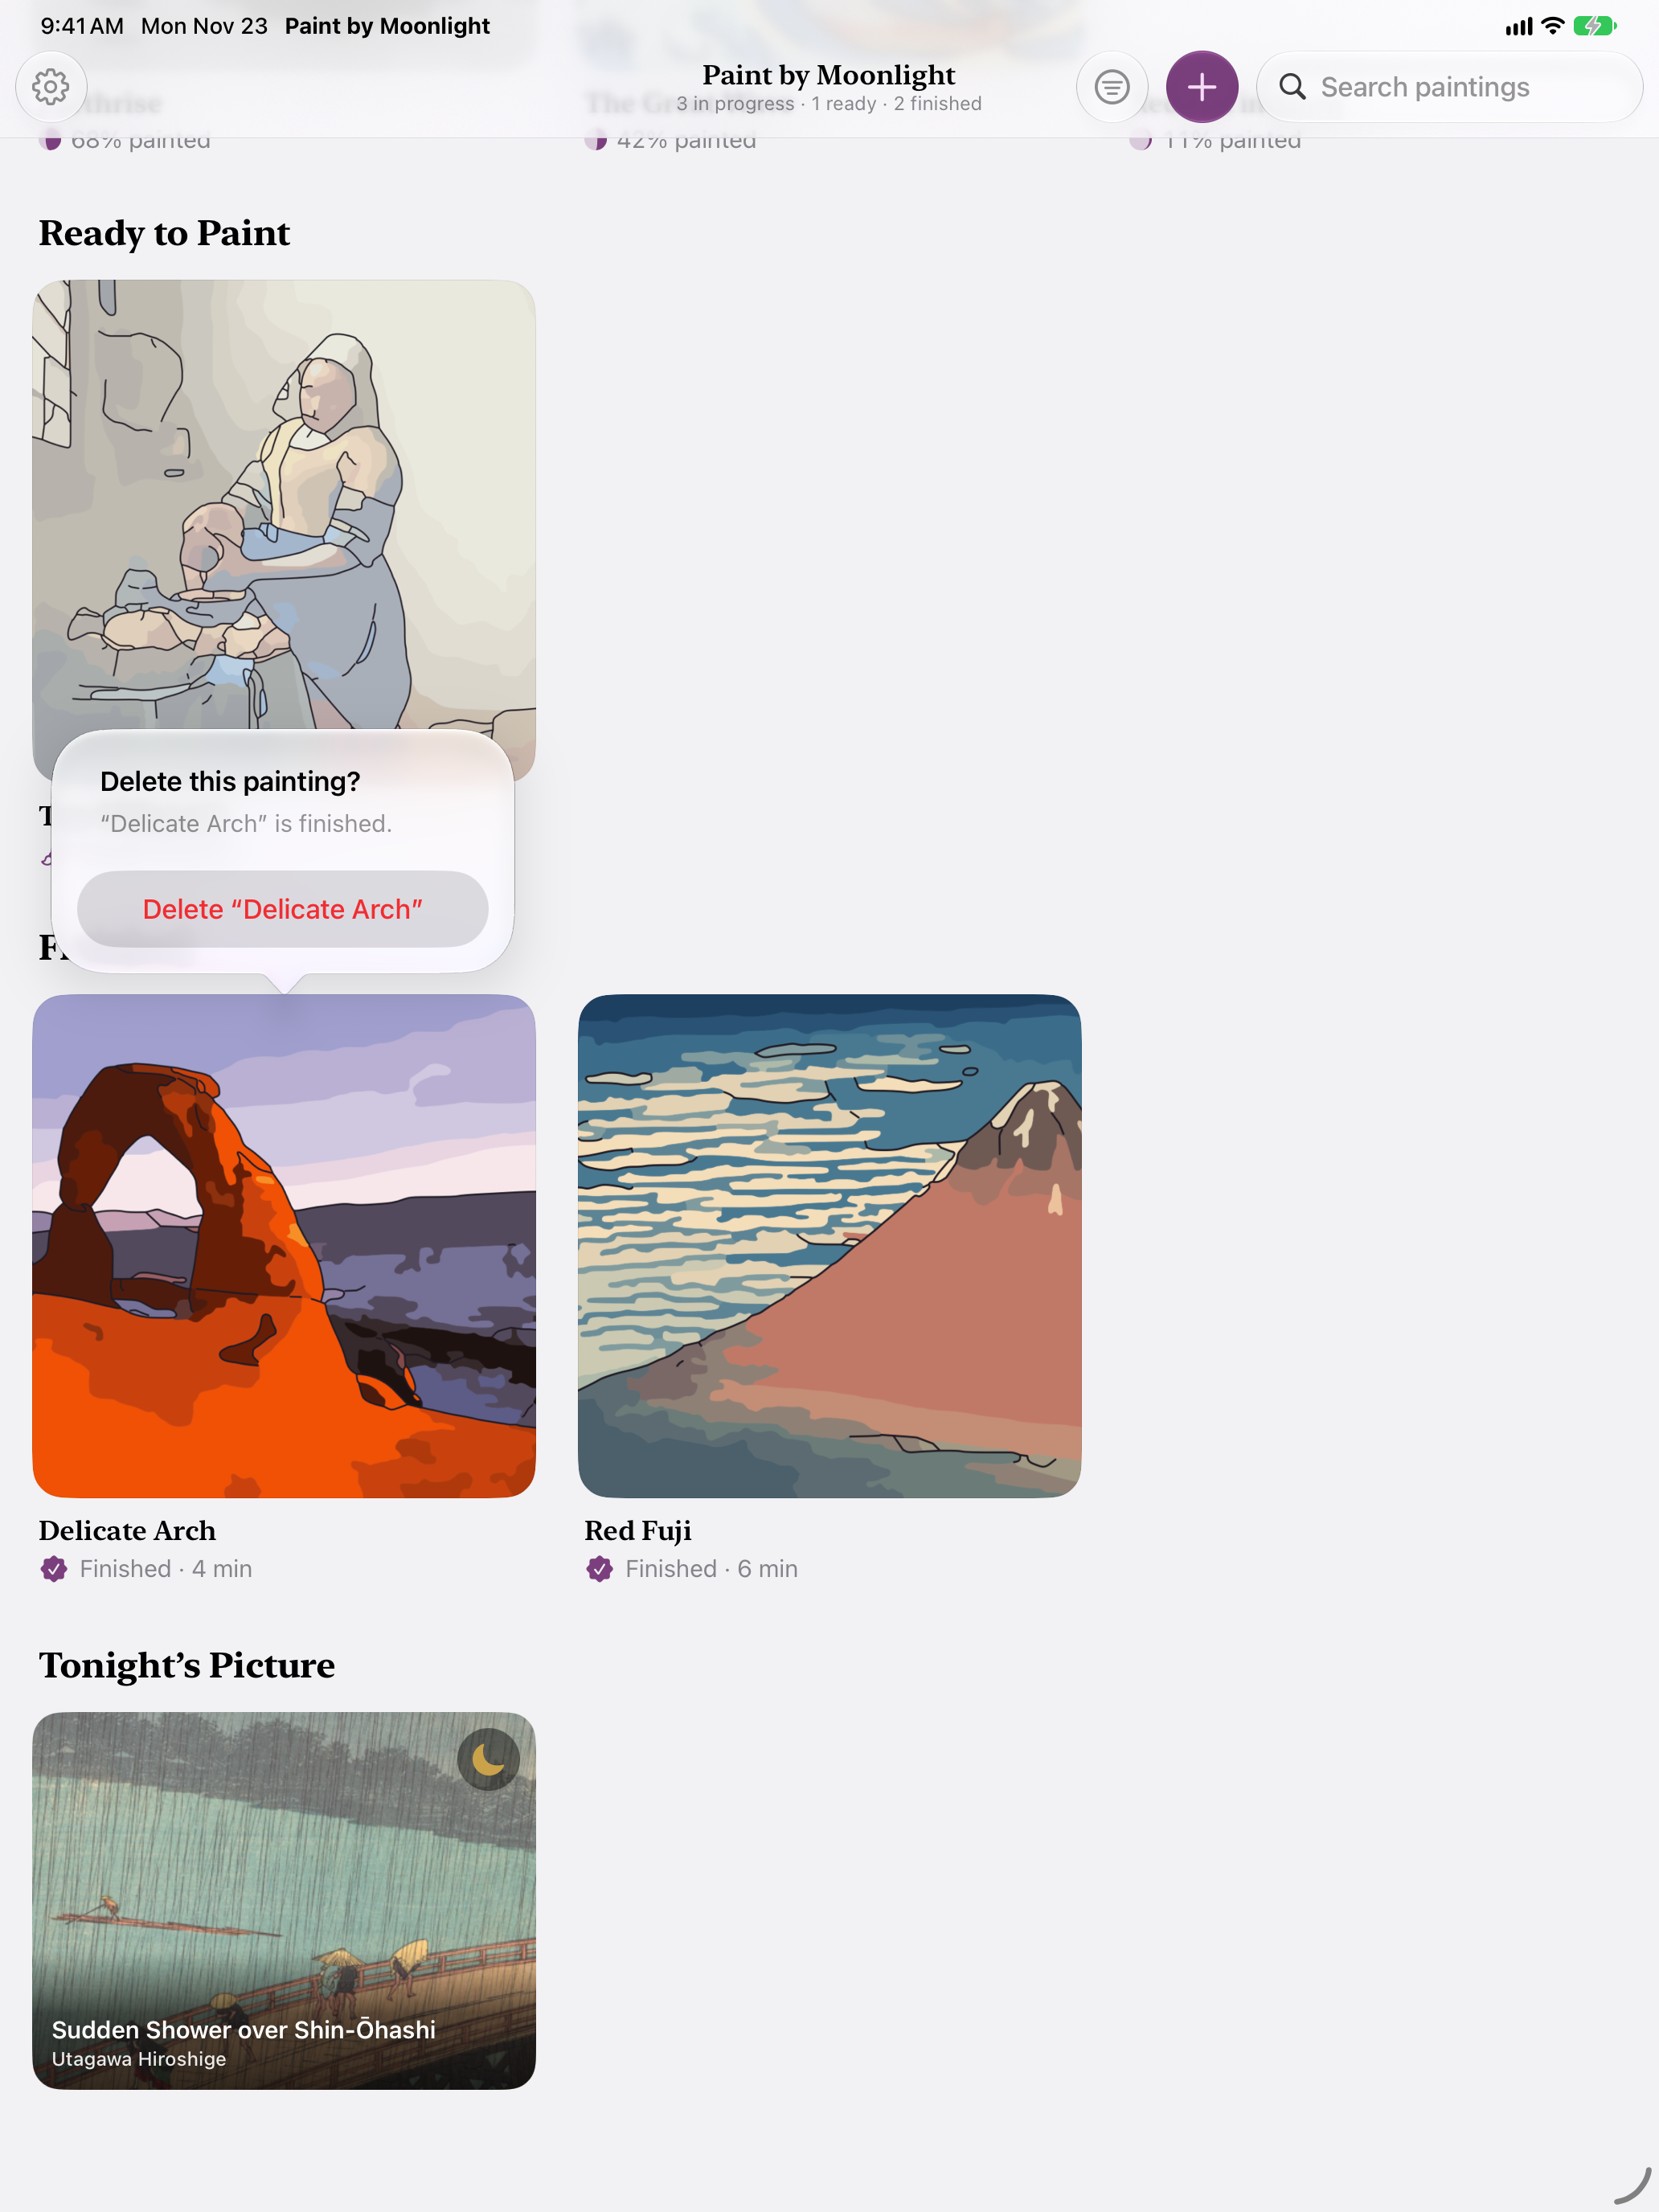 9:41 AM Mon Nov 23 Paint by Moonlight
Paint by Moonlight
3 in progress · 1 ready · 2 finished
Search paintings
68% painted
42% painted
11% painted
Ready to Paint
Delete this painting?
“Delicate Arch” is finished.
Delete “Delicate Arch”
Delicate Arch
Finished · 4 min
Red Fuji
Finished · 6 min
Tonight’s Picture
Sudden Shower over Shin-Ōhashi
Utagawa Hiroshige